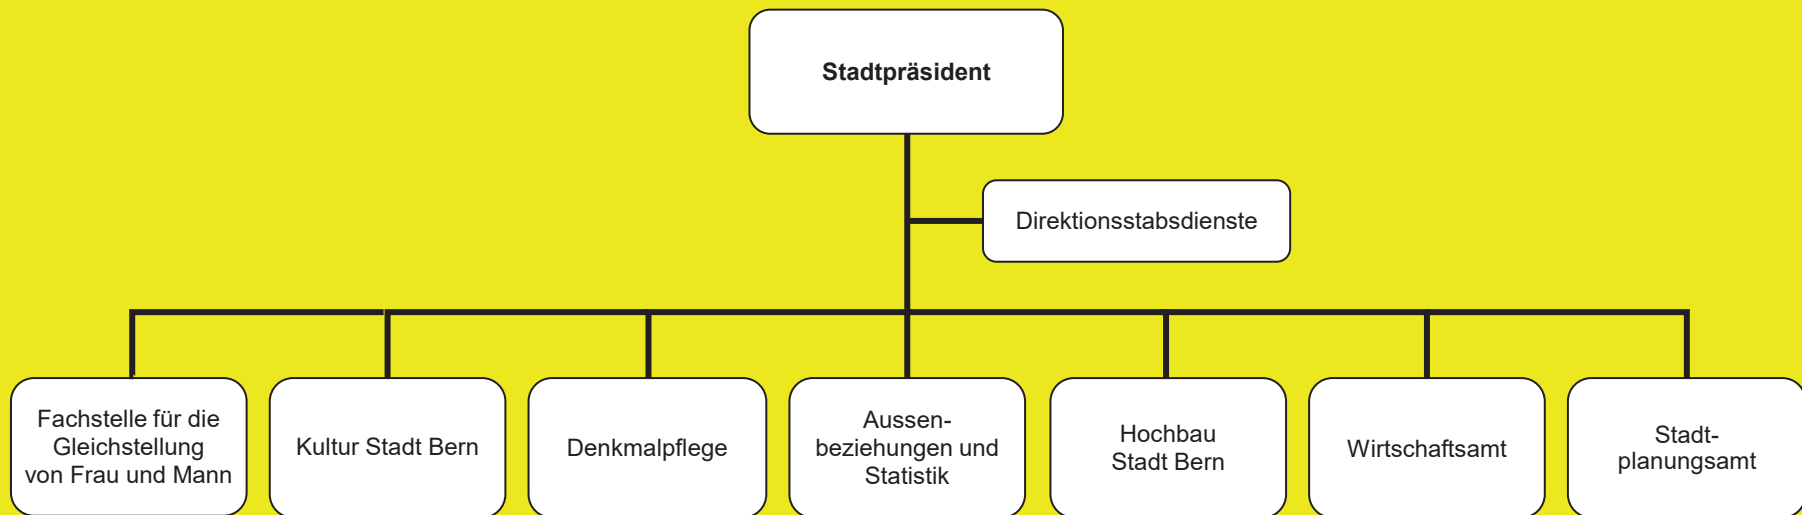 Stadtpräsident
Direktionsstabsdienste
Fachstelle für die
Gleichstellung
von Frau und Mann
Kultur Stadt Bern
Denkmalpflege
Aussen-
beziehungen und
Statistik
Hochbau
Stadt Bern
Wirtschaftsamt
Stadt-
planungsamt